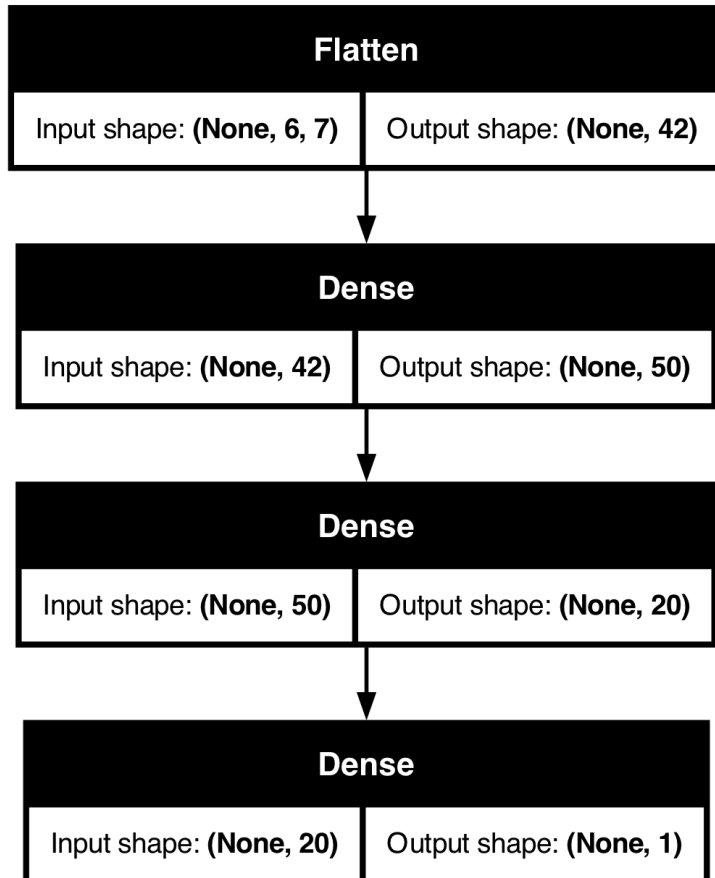 Flatten
Input shape: (None, 6, 7) Output shape: (None, 42)
Dense
Input shape: (None, 42) Output shape: (None, 50)
Dense
Input shape: (None, 50) Output shape: (None, 20)
Dense
Input shape: (None, 20) Output shape: (None, 1)